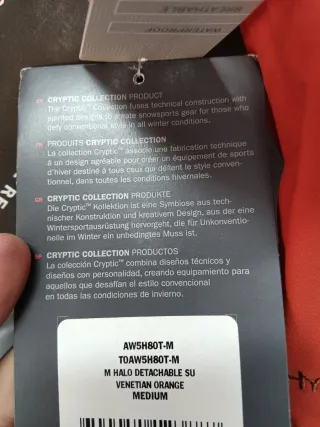 BREATHABLE
WATERPROOF
EN CRYPTIC COLLECTION PRODUCT
The Cryptic™ Collection fuses technical construction with
spirited designs to create snowsports gear for those who
defy conventional style in all winter conditions.
FR PRODUITS CRYPTIC COLLECTION
La collection Cryptic™ associe une fabrication technique
à un design agréable pour créer un équipement de sports
d'hiver destiné à tous ceux qui défient le style conven-
tionnel, dans toutes les conditions hivernales.
CRYPTIC COLLECTION PRODUKTE
Die Cryptic™ Kollektion ist eine Symbiose aus tech-
nischer Konstruktion und kreativem Design, aus der eine
Wintersportausrüstung hervorgeht, die für Unkonventio-
nelle im Winter ein unbedingtes Muss ist.
CRYPTIC COLLECTION PRODUCTOS
La colección Cryptic™ combina diseños técnicos y
diseños con personalidad, creando equipamiento para
aquellos que desafían el estilo convencional
en todas las condiciones de invierno.
AW5H80T-M
TOAW5H80T-M
M HALO DETACHABLE SU
VENETIAN ORANGE
MEDIUM